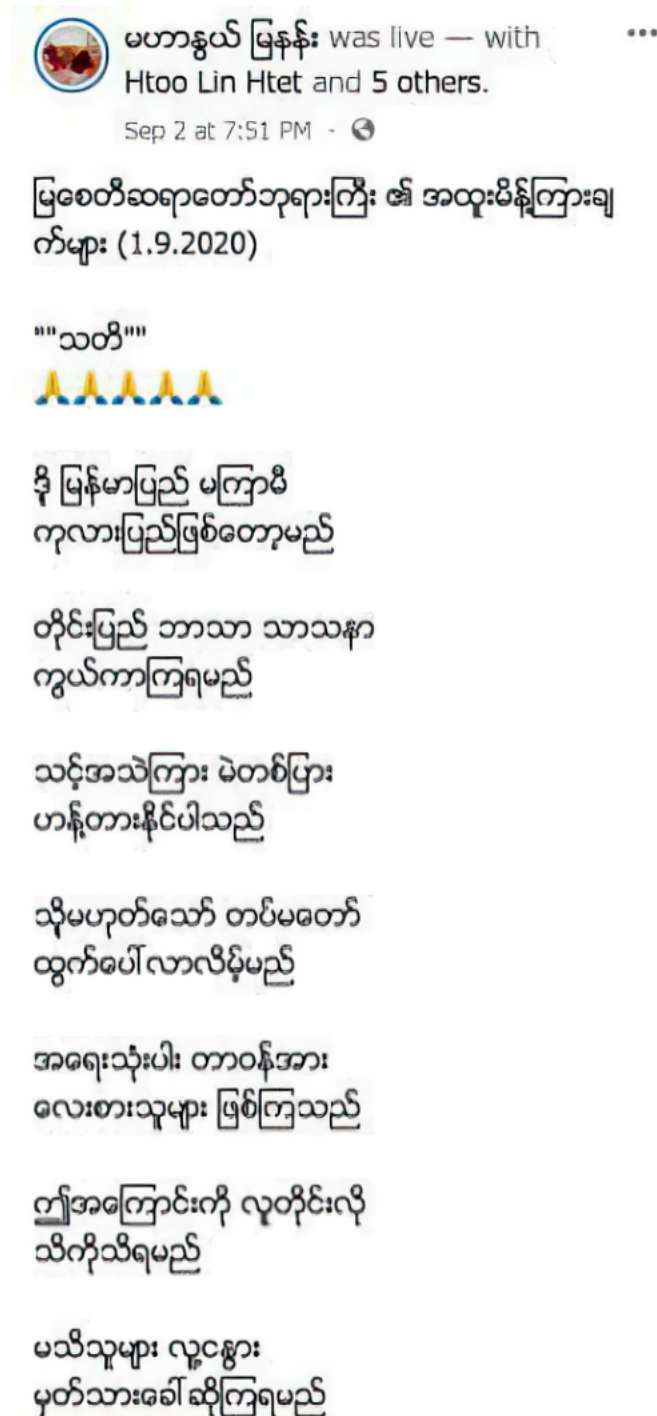 မဟာနွယ် မြနန်း was live — with
Htoo Lin Htet and 5 others.
Sep 2 at 7:51 PM ·
မြစေတီဆရာတော်ဘုရားကြီး ၏ အထူးမိန့်ကြားချ
က်များ (1.9.2020)
""သတိ""
🙏🙏🙏🙏🙏
ဒို့ မြန်မာပြည် မကြာမီ
ကုလားပြည်ဖြစ်တော့မည်
တိုင်းပြည် ဘာသာ သာသနာ
ကွယ်ကာကြရမည်
သင့်အသဲကြား မဲတစ်ပြား
ဟန့်တားနိုင်ပါသည်
သို့မဟုတ်သော် တပ်မတော်
ထွက်ပေါ်လာလိမ့်မည်
အရေးသုံးပါး တာဝန်အား
လေးစားသူများ ဖြစ်ကြသည်
ဤအကြောင်းကို လူတိုင်းလို
သိကိုသိရမည်
မသိသူများ လူ့ငနွား
မှတ်သားခေါ်ဆိုကြရမည်